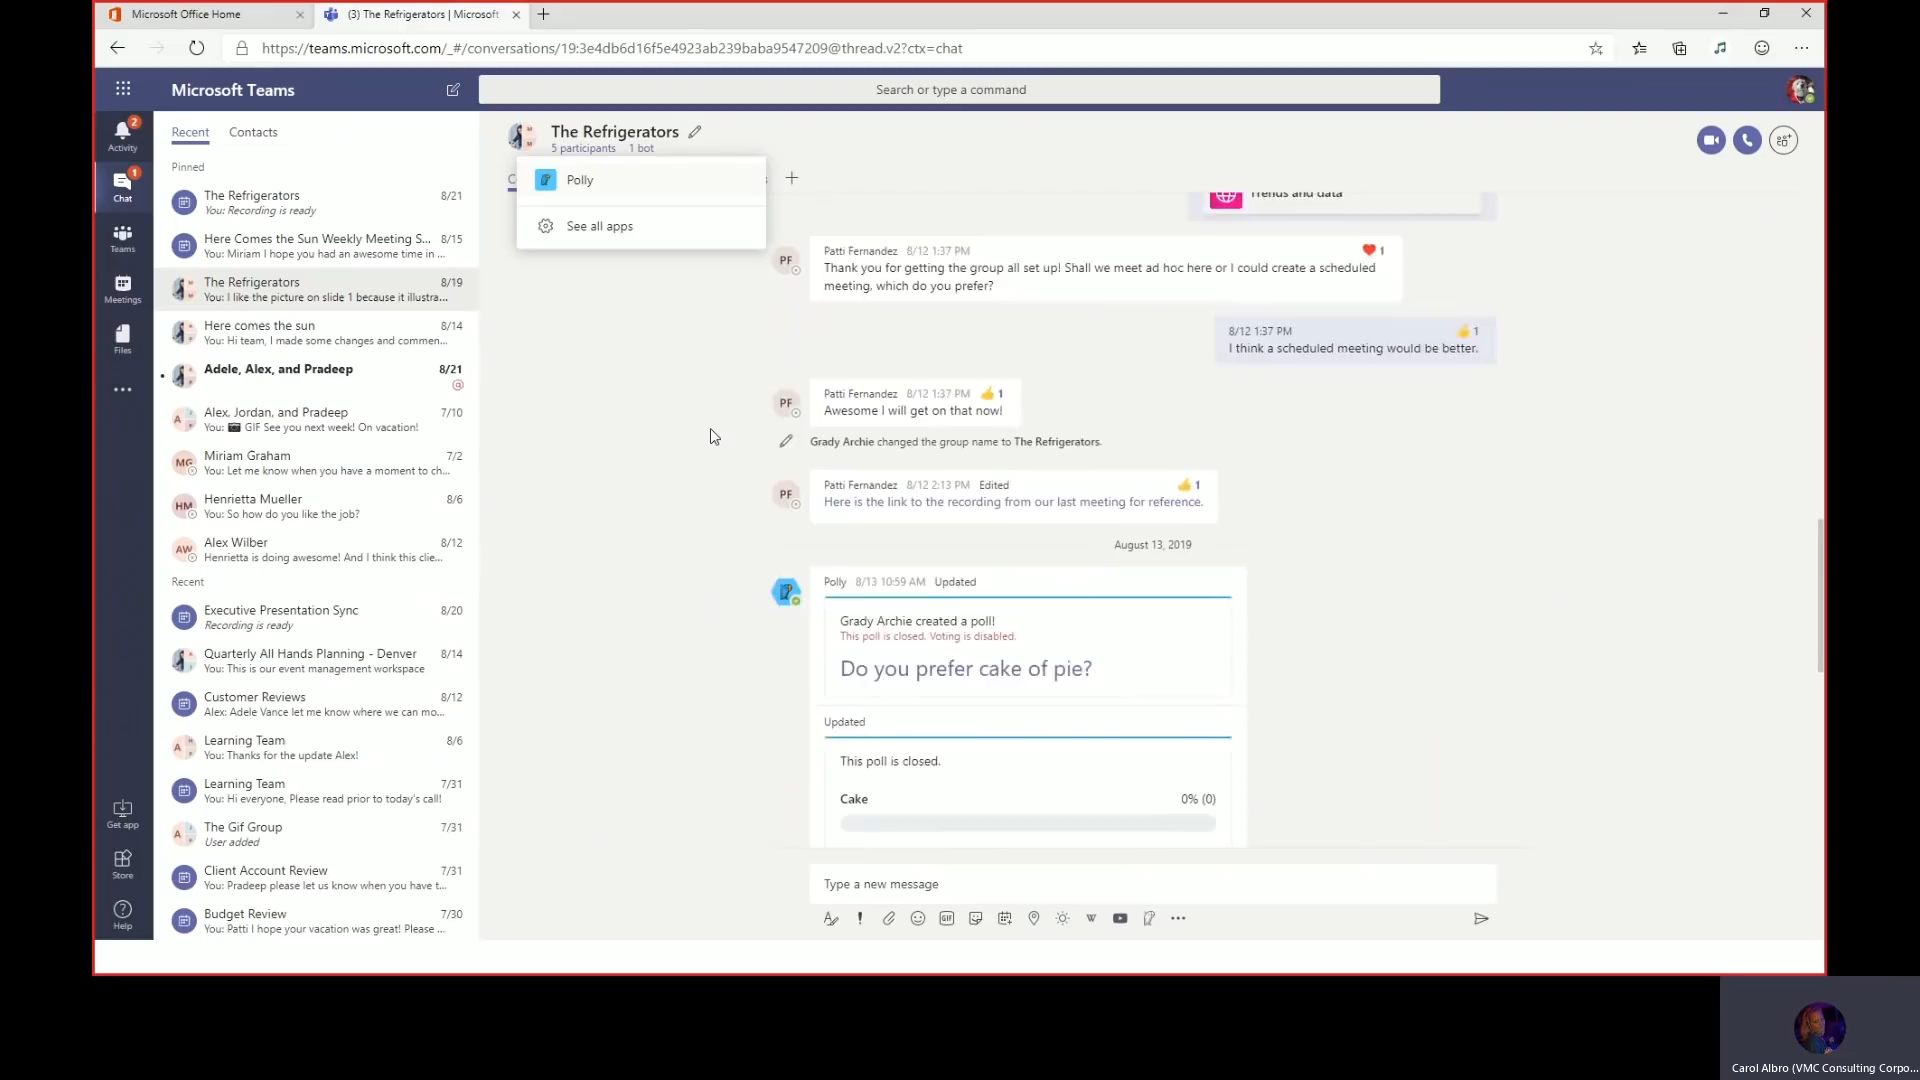 Microsoft Office Home
(3) The Refrigerators | Microsoft
https://teams.microsoft.com/_#/conversations/19:3e4db6d16f5e4923ab239baba9547209@thread.v2?ctx=chat
Microsoft Teams
Search or type a command
2
Activity
1
Chat
Teams
Meetings
Files
Get app
Store
Help
Recent
Contacts
Pinned
The Refrigerators 8/21
You: Recording is ready
Here Comes the Sun Weekly Meeting S... 8/15
You: Miriam I hope you had an awesome time in ...
The Refrigerators 8/19
You: I like the picture on slide 1 because it illustra...
Here comes the sun 8/14
You: Hi team, I made some changes and commen...
Adele, Alex, and Pradeep 8/21
A
Alex, Jordan, and Pradeep 7/10
You: GIF See you next week! On vacation!
MG
Miriam Graham 7/2
You: Let me know when you have a moment to ch...
HM
Henrietta Mueller 8/6
You: So how do you like the job?
AW
Alex Wilber 8/12
Henrietta is doing awesome! And I think this clie...
Recent
Executive Presentation Sync 8/20
Recording is ready
Quarterly All Hands Planning - Denver 8/14
You: This is our event management workspace
Customer Reviews 8/12
Alex: Adele Vance let me know where we can mo...
A
Learning Team 8/6
You: Thanks for the update Alex!
Learning Team 7/31
You: Hi everyone, Please read prior to today's call!
A
The Gif Group 7/31
User added
Client Account Review 7/31
You: Pradeep please let us know when you have t...
Budget Review 7/30
You: Patti I hope your vacation was great! Please ...
The Refrigerators
5 participants 1 bot
Polly
See all apps
Trends and data
PF
Patti Fernandez 8/12 1:37 PM 1
Thank you for getting the group all set up! Shall we meet ad hoc here or I could create a scheduled
meeting, which do you prefer?
8/12 1:37 PM 1
I think a scheduled meeting would be better.
PF
Patti Fernandez 8/12 1:37 PM 1
Awesome I will get on that now!
Grady Archie changed the group name to The Refrigerators.
PF
Patti Fernandez 8/12 2:13 PM Edited 1
Here is the link to the recording from our last meeting for reference.
August 13, 2019
Polly 8/13 10:59 AM Updated
Grady Archie created a poll!
This poll is closed. Voting is disabled.
Do you prefer cake of pie?
Updated
This poll is closed.
Cake 0% (0)
Type a new message
GIF
W
Carol Albro (VMC Consulting Corpo...